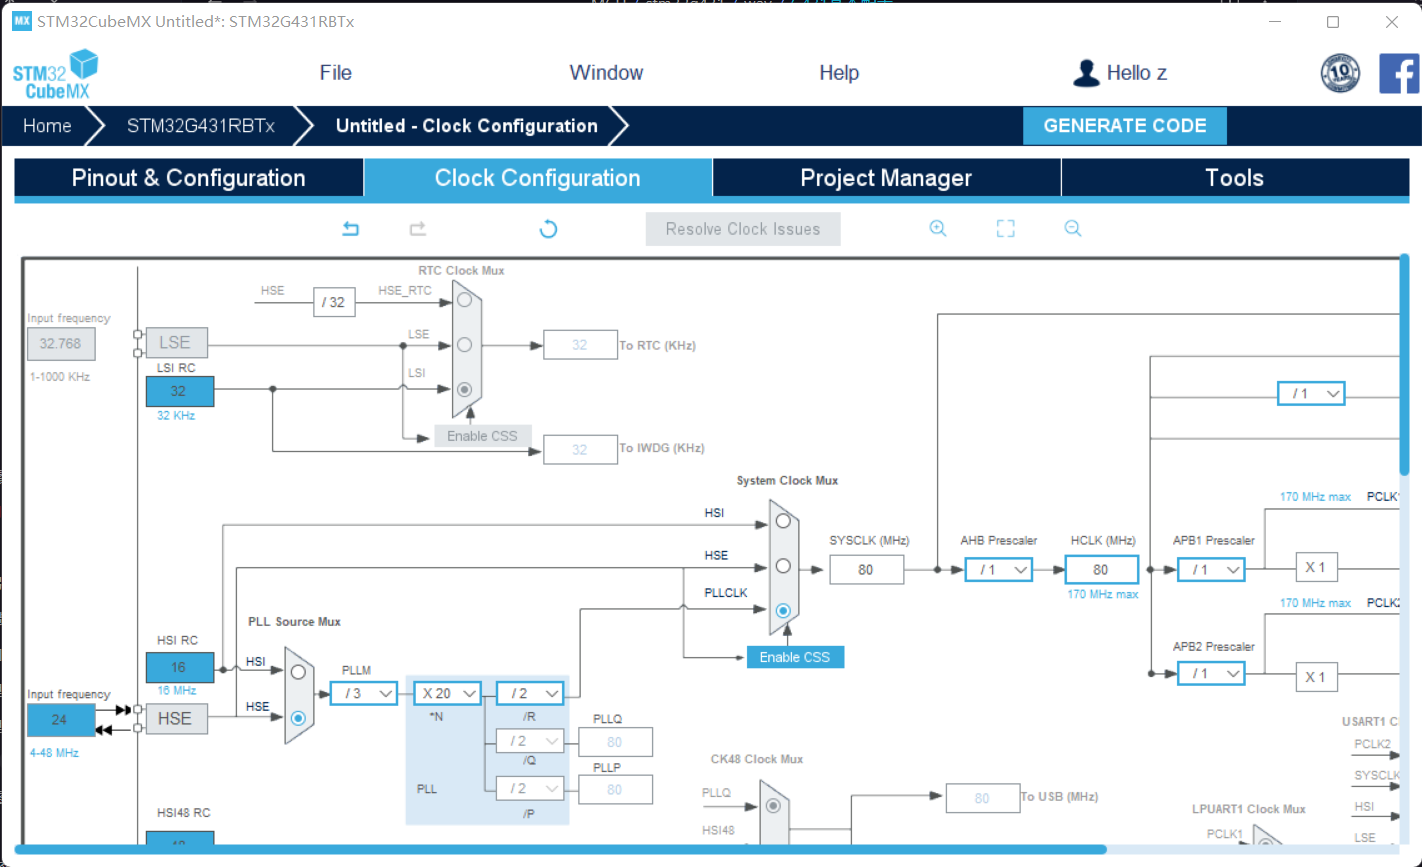 MX STM32CubeMX Untitled*: STM32G431RBTx
STM32
CubeMX
File
Window
Help
Hello z
10
YEARS
Home
STM32G431RBTx
Untitled - Clock Configuration
GENERATE CODE
Pinout & Configuration
Clock Configuration
Project Manager
Tools
Resolve Clock Issues
RTC Clock Mux
HSE
/ 32
HSE_RTC
Input frequency
32.768
1-1000 KHz
LSE
LSE
32
To RTC (KHz)
LSI RC
32
32 KHz
LSI
Enable CSS
32
To IWDG (KHz)
/ 1
System Clock Mux
HSI
HSE
PLLCLK
SYSCLK (MHz)
80
AHB Prescaler
/ 1
HCLK (MHz)
80
170 MHz max
APB1 Prescaler
/ 1
170 MHz max
PCLK1
X 1
170 MHz max
PCLK2
APB2 Prescaler
/ 1
X 1
Enable CSS
PLL Source Mux
HSI RC
16
16 MHz
HSI
Input frequency
24
4-48 MHz
HSE
HSE
PLLM
/ 3
X 20
*N
/ 2
/R
PLLQ
/ 2
80
/Q
PLLP
/ 2
80
/P
PLL
HSI48 RC
48
CK48 Clock Mux
PLLQ
HSI48
80
To USB (MHz)
USART1 C
PCLK2
SYSCLK
HSI
LSE
LPUART1 Clock Mux
PCLK1